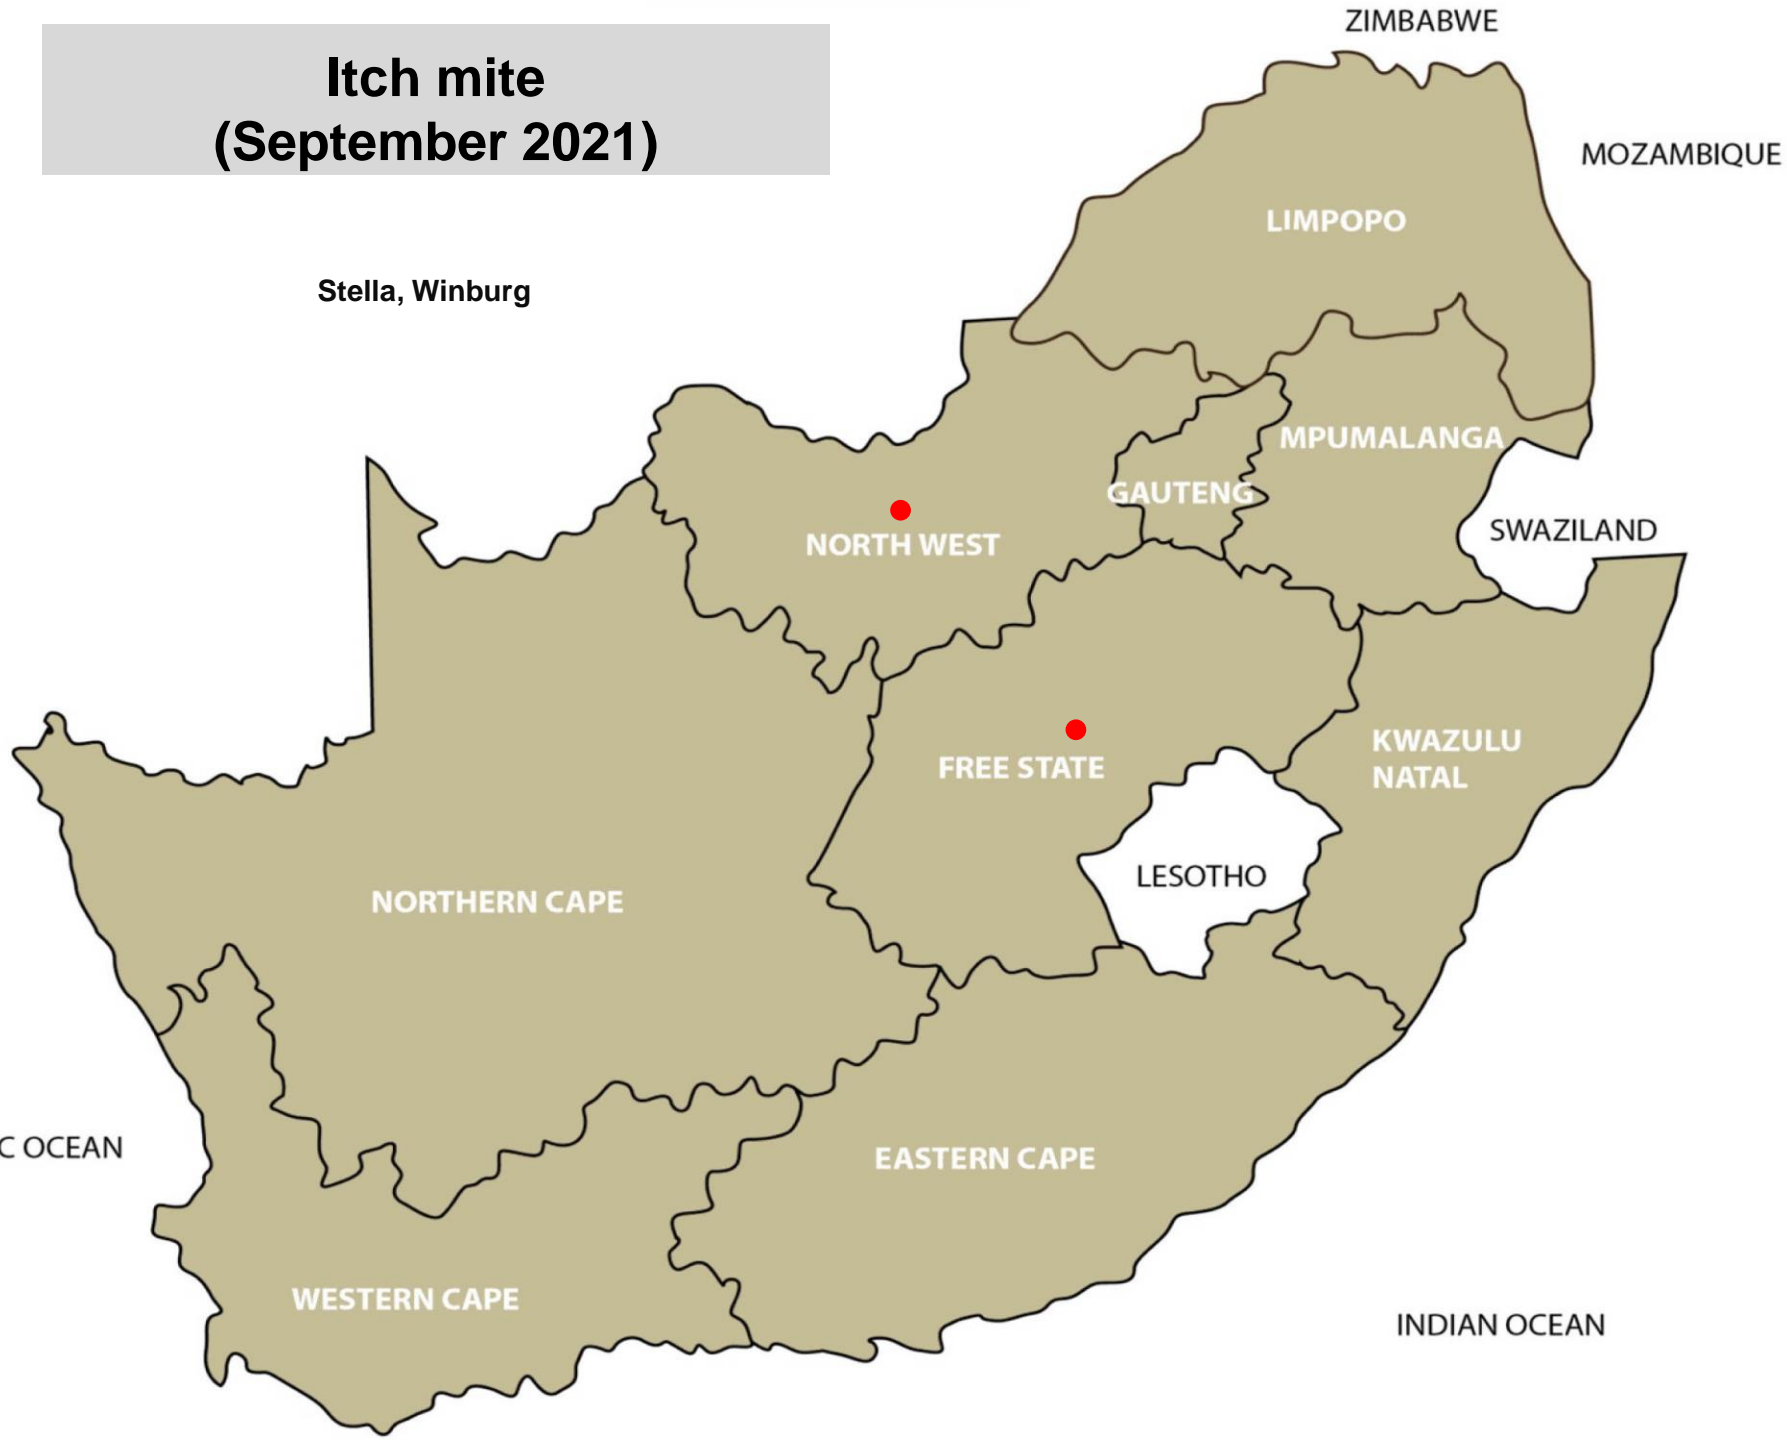 ZIMBABWE
Itch mite
(September 2021)
MOZAMBIQUE
LIMPOPO
Stella, Winburg
MPUMALANGA
GAUTENG
SWAZILAND
NORTH WEST
KWAZULU
NATAL
FREE STATE
LESOTHO
NORTHERN CAPE
C OCEAN
EASTERN CAPE
WESTERN CAPE
INDIAN OCEAN